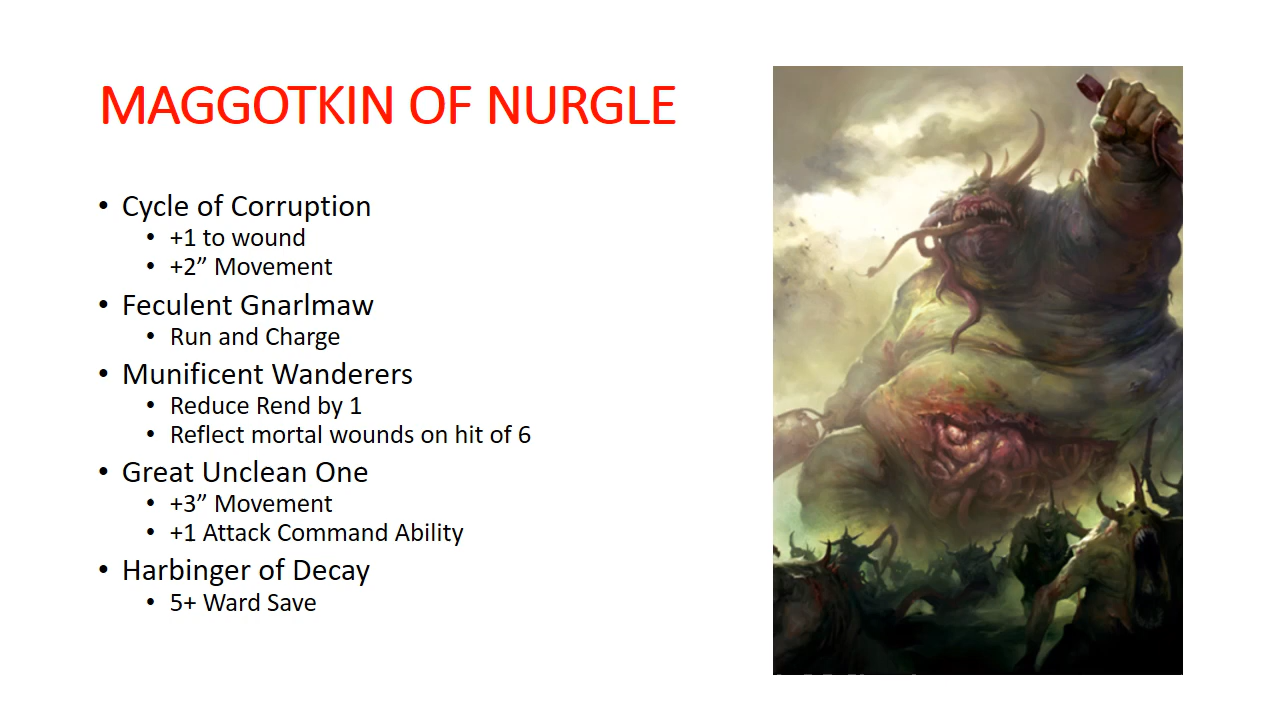 MAGGOTKIN OF NURGLE
• Cycle of Corruption
• +1 to wound
• +2” Movement
• Feculent Gnarlmaw
• Run and Charge
• Munificent Wanderers
• Reduce Rend by 1
• Reflect mortal wounds on hit of 6
• Great Unclean One
• +3” Movement
• +1 Attack Command Ability
• Harbinger of Decay
• 5+ Ward Save